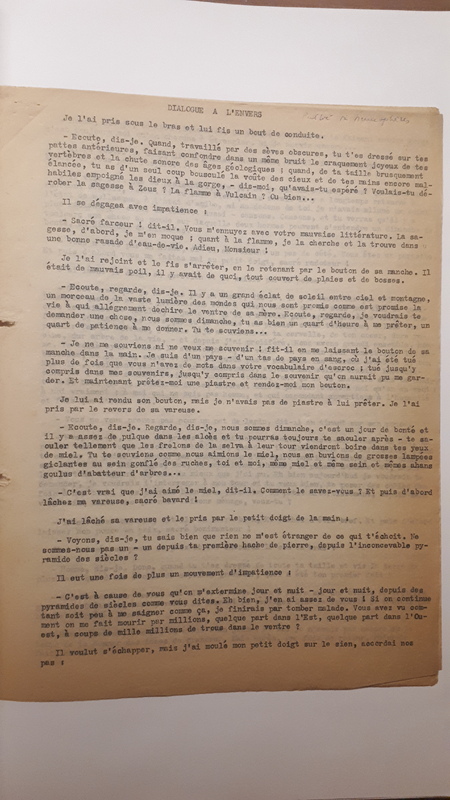 DIALOGUE A L'ENVERS
Je l'ai pris sous le bras et lui fis un bout de conduite.
- Ecoute, dis-je. Quand, travaillé par des sèves obscures, tu t'es dressé sur tes
pattes antérieures, faisant confondre dans un même bruit le craquement joyeux de tes
vertèbres et la chute sonore des âges géologiques ; quand, de ta taille brusquement
élancée, tu as d'un seul coup bousculé la voûte des cieux et de tes mains encore mal-
habiles empoigné les dieux à la gorge, - dis-moi, qu'avais-tu espéré ? Voulais-tu dé-
rober la sagesse à Zeus ? La flamme à Vulcain ? Ou bien...
Il se dégagea avec impatience :
- Sacré farceur ! dit-il. Vous m'ennuyez avec votre mauvaise littérature. La sa-
gesse, d'abord, je m'en moque ; quant à la flamme, je la cherche et la trouve dans
une bonne rasade d'eau-de-vie. Adieu, Monsieur !
Je l'ai rejoint et le fis s'arrêter, en le retenant par le bouton de sa manche. Il
était de mauvais poil, il y avait de quoi, tout couvert de plaies et de bosses.
- Ecoute, regarde, dis-je. Il y a un grand éclat de soleil entre ciel et montagne,
un morceau de la vaste lumière des mondes qui nous sont promis comme est promise la
vie à qui allégrement déchire le ventre de sa mère. Ecoute, regarde, je voudrais te
demander une chose, nous sommes dimanche, tu as bien un quart d'heure à me prêter, un
quart de patience à me donner. Tu te souviens...
- Je ne me souviens ni ne veux me souvenir ! fit-il en me laissant le bouton de sa
manche dans la main. Je suis d'un pays - d'un tas de pays en sang, où j'ai été tué
plus de fois que vous n'avez de mots dans votre vocabulaire d'escroc : tué jusqu'y
compris dans mes souvenirs, jusqu'y compris dans le souvenir qu'on aurait pu me gar-
der. Et maintenant prêtez-moi une piastre et rendez-moi mon bouton.
Je lui ai rendu son bouton, mais je n'avais pas de piastre à lui prêter. Je l'ai
pris par le revers de sa vareuse.
- Ecoute, dis-je. Regarde, dis-je, nous sommes dimanche, c'est un jour de bonté et
il y a assez de pulque dans les aloès et tu pourras toujours te saouler après - te sa-
ouler tellement que les frelons de la selva à leur tour viendront boire dans tes yeux
de miel. Tu te souviens comme nous aimions le miel, nous en buvions de grosses lampées
giclantes au sein gonflé des ruches, toi et moi, même miel et même sein et mêmes ahans
goulus d'abatteur d'arbres...
- C'est vrai que j'ai aimé le miel, dit-il. Comment le savez-vous ? Et puis d'abord
lâchez ma vareuse, sacré bavard !
J'ai lâché sa vareuse et le pris par le petit doigt de la main :
- Voyons, dis-je, tu sais bien que rien ne m'est étranger de ce qui t'échoit. Ne
sommes-nous pas un - un depuis ta première hache de pierre, depuis l'inconcevable py-
ramide des siècles ?
Il eut une fois de plus un mouvement d'impatience :
- C'est à cause de vous qu'on m'extermine jour et nuit - jour et nuit, depuis des
pyramides de siècles comme vous dites. Eh bien, j'en ai assez de vous ! Si on continue
tant soit peu à me saigner comme ça, je finirais par tomber malade. Vous avez vu com-
ment on me fait mourir par millions, quelque part dans l'Est, quelque part dans l'Ou-
est, à coups de mille millions de trous dans le ventre ?
Il voulut s'échapper, mais j'ai moulé mon petit doigt sur le sien, accordai nos
pas :